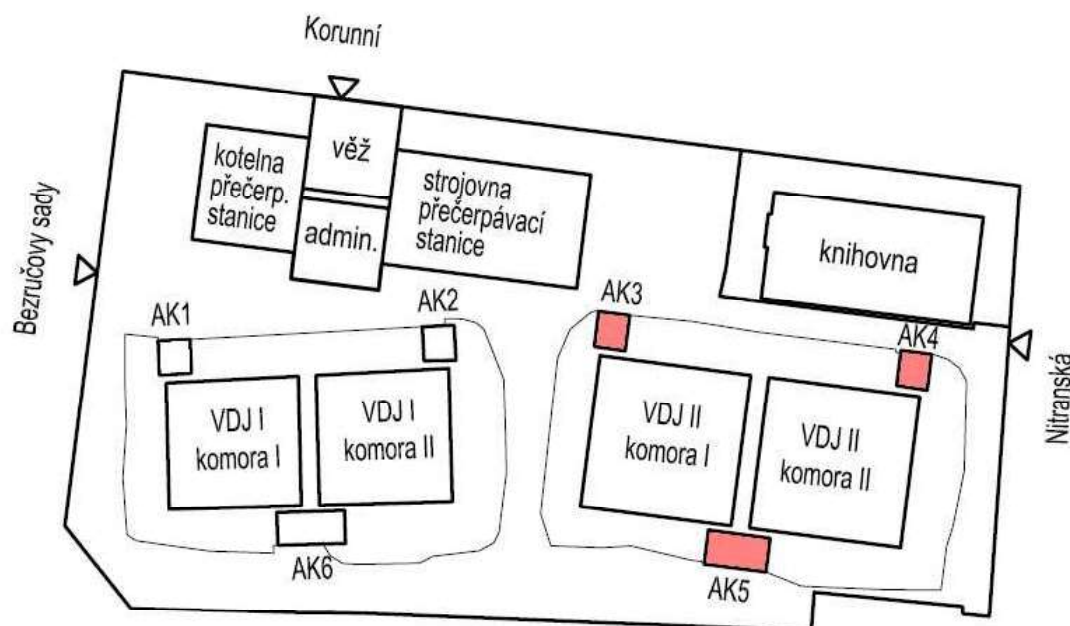 Korunní
Bezručovy sady
kotelna
přečerp.
stanice
věž
admin.
strojovna
přečerpávací
stanice
knihovna
Nitranská
AK1
AK2
AK3
AK4
VDJ I
komora I
VDJ I
komora II
VDJ II
komora I
VDJ II
komora II
AK6
AK5